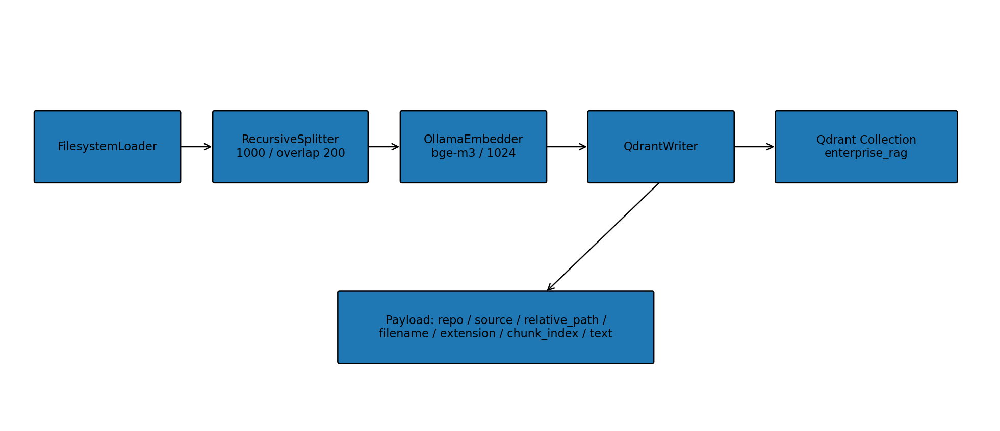 FilesystemLoader
RecursiveSplitter
1000 / overlap 200
OllamaEmbedder
bge-m3 / 1024
QdrantWriter
Qdrant Collection
enterprise_rag
Payload: repo / source / relative_path /
filename / extension / chunk_index / text